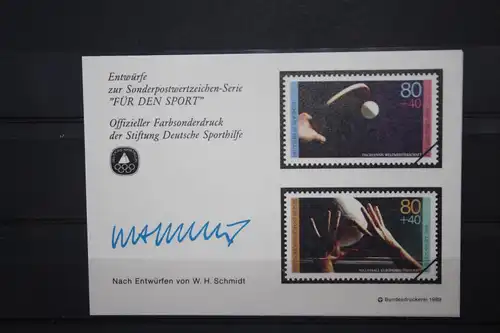 Entwürfe
zur Sonderpostwertzeichen-Serie
"FÜR DEN SPORT"
Offizieller Farbsonderdruck
der Stiftung Deutsche Sporthilfe
Nach Entwürfen von W. H. Schmidt
80
+40
80
+40
© Bundesdruckerei 1988